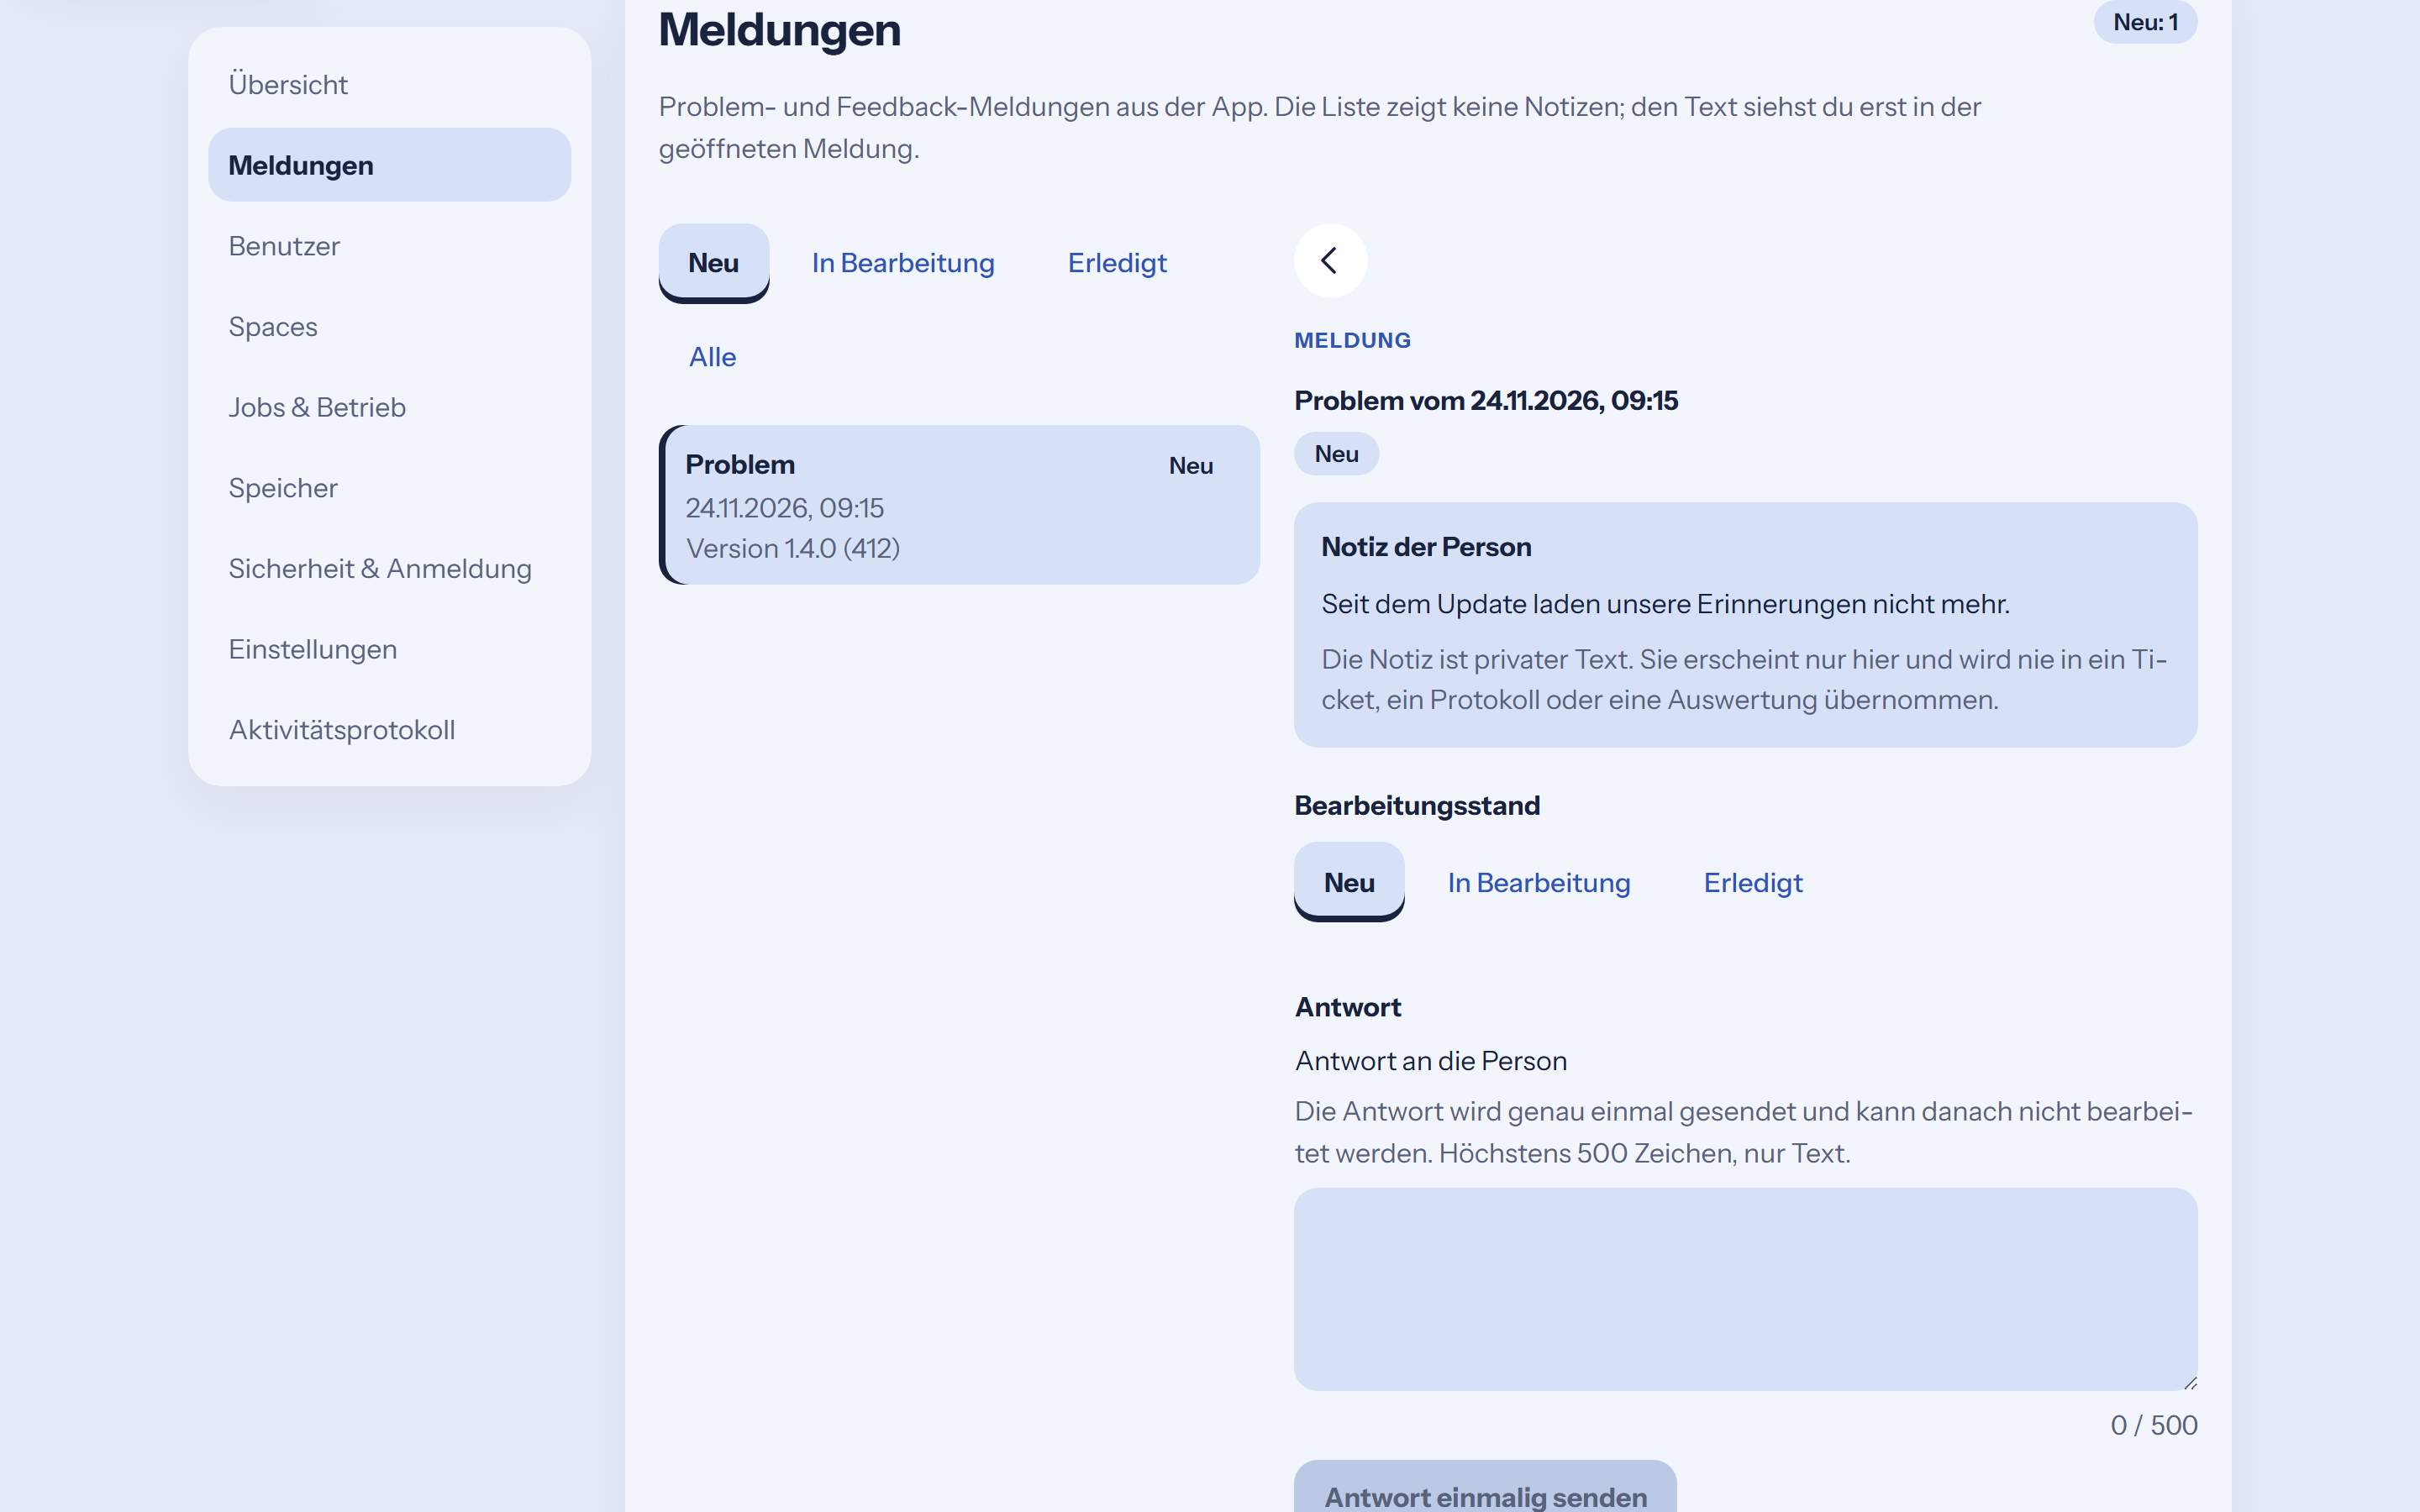 Übersicht
Meldungen
Benutzer
Spaces
Jobs & Betrieb
Speicher
Sicherheit & Anmeldung
Einstellungen
Aktivitätsprotokoll
Meldungen
Neu: 1
Problem- und Feedback-Meldungen aus der App. Die Liste zeigt keine Notizen; den Text siehst du erst in der
geöffneten Meldung.
Neu
In Bearbeitung
Erledigt
Alle
Problem
Neu
24.11.2026, 09:15
Version 1.4.0 (412)
MELDUNG
Problem vom 24.11.2026, 09:15
Neu
Notiz der Person
Seit dem Update laden unsere Erinnerungen nicht mehr.
Die Notiz ist privater Text. Sie erscheint nur hier und wird nie in ein Ti-
cket, ein Protokoll oder eine Auswertung übernommen.
Bearbeitungsstand
Neu
In Bearbeitung
Erledigt
Antwort
Antwort an die Person
Die Antwort wird genau einmal gesendet und kann danach nicht bearbei-
tet werden. Höchstens 500 Zeichen, nur Text.
0 / 500
Antwort einmalig senden